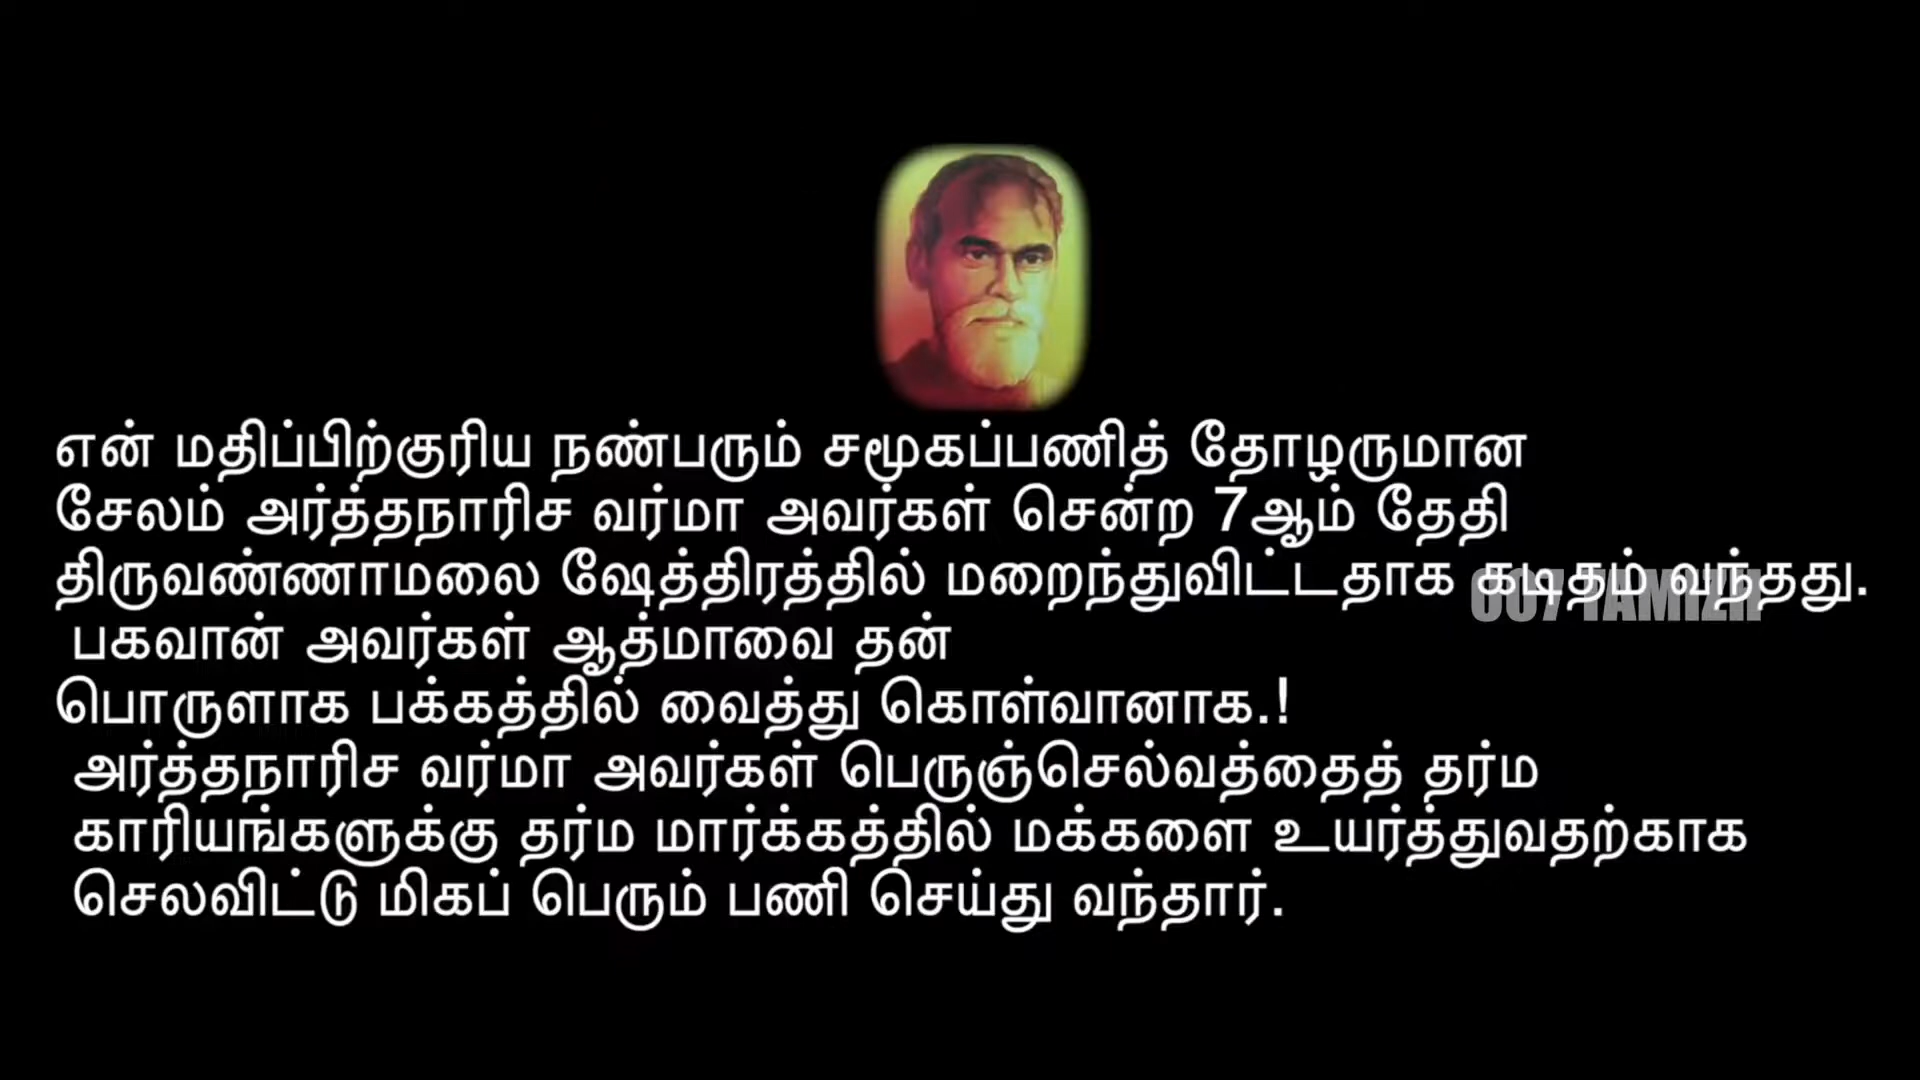 என் மதிப்பிற்குரிய நண்பரும் சமூகப்பணித் தோழருமான
சேலம் அர்த்தநாரிச வர்மா அவர்கள் சென்ற 7ஆம் தேதி
திருவண்ணாமலை ஷேத்திரத்தில் மறைந்துவிட்டதாக கடிதம் வந்தது.
007 TAMIZH
பகவான் அவர்கள் ஆத்மாவை தன்
பொருளாக பக்கத்தில் வைத்து கொள்வானாக.!
அர்த்தநாரிச வர்மா அவர்கள் பெருஞ்செல்வத்தைத் தர்ம
காரியங்களுக்கு தர்ம மார்க்கத்தில் மக்களை உயர்த்துவதற்காக
செலவிட்டு மிகப் பெரும் பணி செய்து வந்தார்.